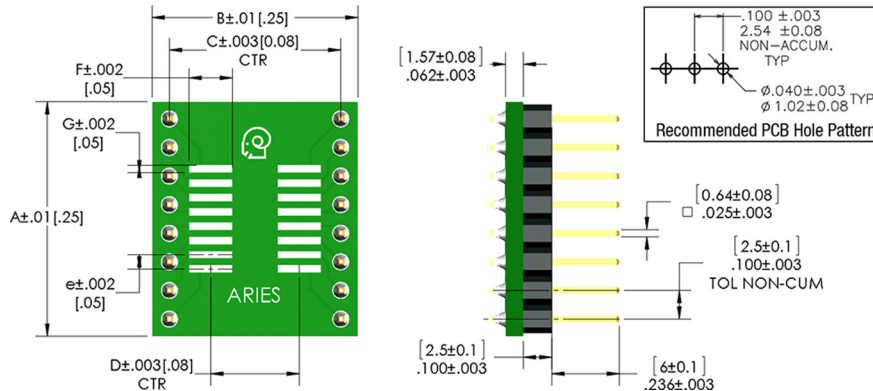 B±.01[.25]
C±.003[0.08]
CTR
F±.002
[.05]
G±.002
[.05]
A±.01[.25]
e±.002
[.05]
ARIES
D±.003[.08]
CTR
[1.57±0.08]
.062±.003
[0.64±0.08]
□ .025±.003
[2.5±0.1]
.100±.003
TOL NON-CUM
[2.5±0.1]
.100±.003
[6±0.1]
.236±.003
.100 ±.003
2.54 ±0.08
NON-ACCUM.
TYP
Ø.040±.003
Ø1.02±0.08 TYP
Recommended PCB Hole Pattern